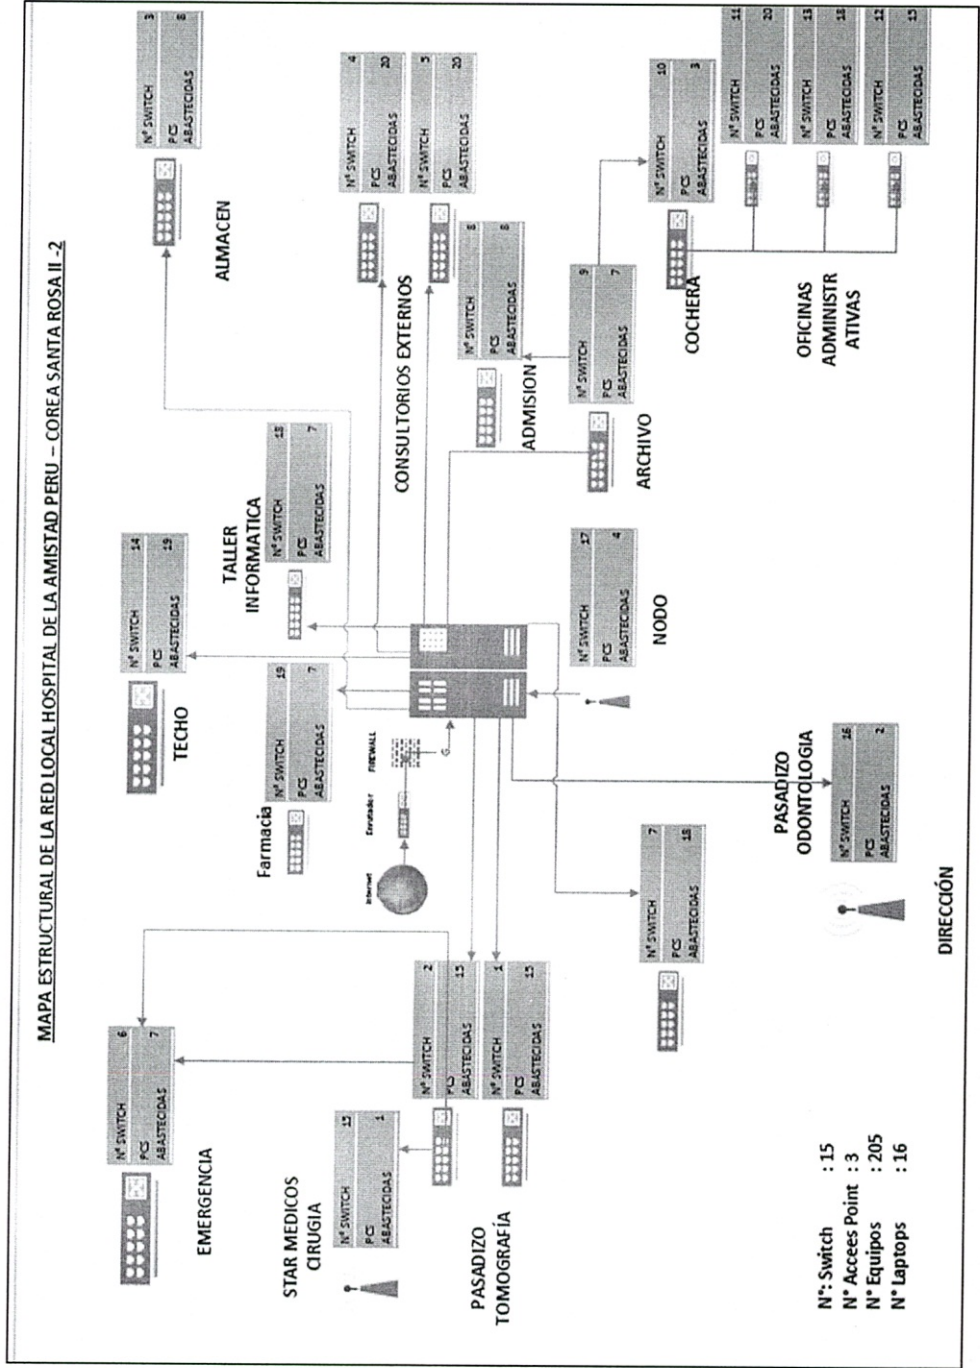 MAPA ESTRUCTURAL DE LA RED LOCAL HOSPITAL DE LA AMISTAD PERU – COREA SANTA ROSA II -2
EMERGENCIA
N° SWITCH 6
PCS
ABASTECIDAS 7
STAR MEDICOS
CIRUGIA
N° SWITCH 15
PCS
ABASTECIDAS 1
PASADIZO
TOMOGRAFÍA
N° SWITCH 2
PCS
ABASTECIDAS 15
N° SWITCH 1
PCS
ABASTECIDAS 15
TECHO
N° SWITCH 14
PCS
ABASTECIDAS 19
Farmacia
N° SWITCH 19
PCS
ABASTECIDAS 7
TALLER
INFORMATICA
N° SWITCH 18
PCS
ABASTECIDAS 7
Internet
Enrutador
FIREWALL
G
ALMACEN
N° SWITCH 3
PCS
ABASTECIDAS 8
CONSULTORIOS EXTERNOS
N° SWITCH 4
PCS
ABASTECIDAS 20
N° SWITCH 5
PCS
ABASTECIDAS 20
ADMISION
N° SWITCH 8
PCS
ABASTECIDAS 8
ARCHIVO
N° SWITCH 9
PCS
ABASTECIDAS 7
COCHERA
N° SWITCH 10
PCS
ABASTECIDAS 3
OFICINAS
ADMINISTR
ATIVAS
N° SWITCH 11
PCS
ABASTECIDAS 20
N° SWITCH 13
PCS
ABASTECIDAS 18
N° SWITCH 12
PCS
ABASTECIDAS 15
NODO
N° SWITCH 17
PCS
ABASTECIDAS 4
N° SWITCH 7
PCS
ABASTECIDAS 18
PASADIZO
ODONTOLOGIA
N° SWITCH 16
PCS
ABASTECIDAS 2
DIRECCIÓN
N°: Switch : 15
N° Accees Point : 3
N° Equipos : 205
N° Laptops : 16